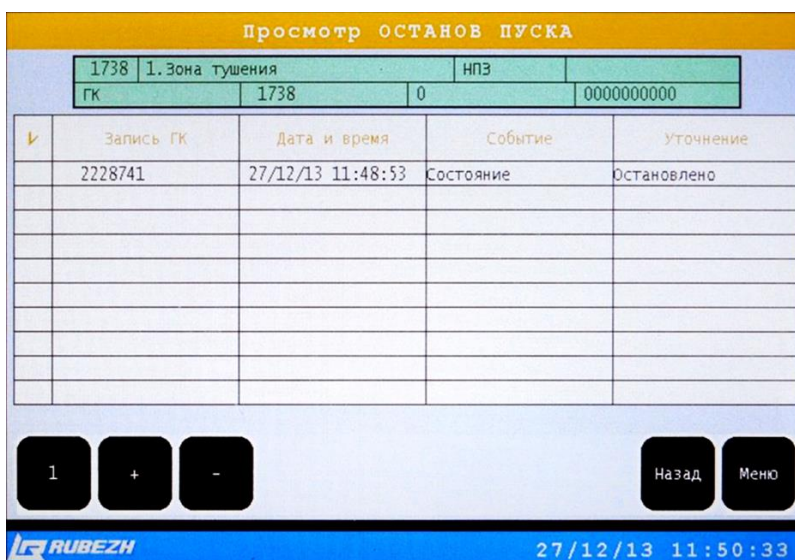 Просмотр ОСТАНОВ ПУСКА
1738 1.Зона тушения НПЗ
ГК 1738 0 0000000000
Запись ГК Дата и время Событие Уточнение
2228741 27/12/13 11:48:53 Состояние Остановлено
1 + - Назад Меню
RUBEZH 27/12/13 11:50:33